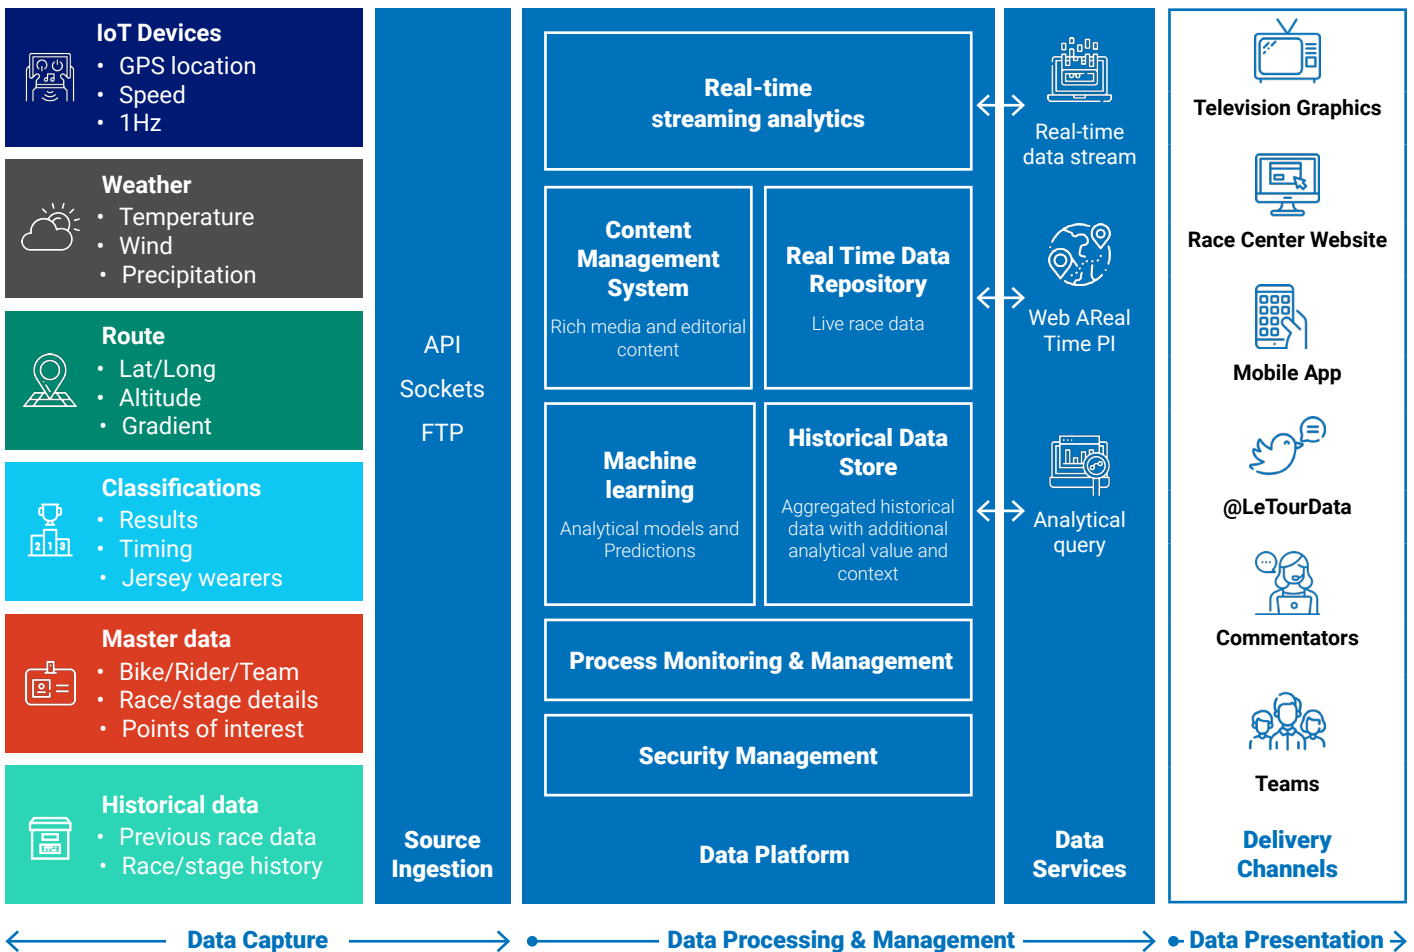 IoT Devices
• GPS location
• Speed
• 1Hz
Weather
• Temperature
• Wind
• Precipitation
Route
• Lat/Long
• Altitude
• Gradient
Classifications
• Results
• Timing
• Jersey wearers
2 1 3
Master data
• Bike/Rider/Team
• Race/stage details
• Points of interest
Historical data
• Previous race data
• Race/stage history
API
Sockets
FTP
Source
Ingestion
Real-time
streaming analytics
Content
Management
System
Rich media and editorial
content
Real Time Data
Repository
Live race data
Machine
learning
Analytical models and
Predictions
Historical Data
Store
Aggregated historical
data with additional
analytical value and
context
Process Monitoring & Management
Security Management
Data Platform
Real-time
data stream
Web AReal
Time PI
Analytical
query
Data
Services
Television Graphics
Race Center Website
Mobile App
@LeTourData
Commentators
Teams
Delivery
Channels
Data Capture
Data Processing & Management
Data Presentation